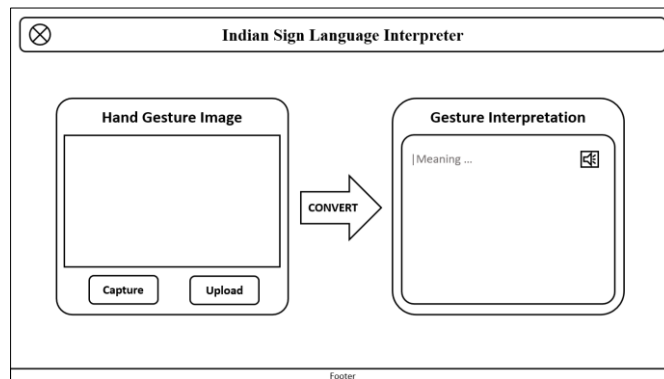 Indian Sign Language Interpreter
Hand Gesture Image
Gesture Interpretation
Meaning ...
CONVERT
Capture
Upload
Footer